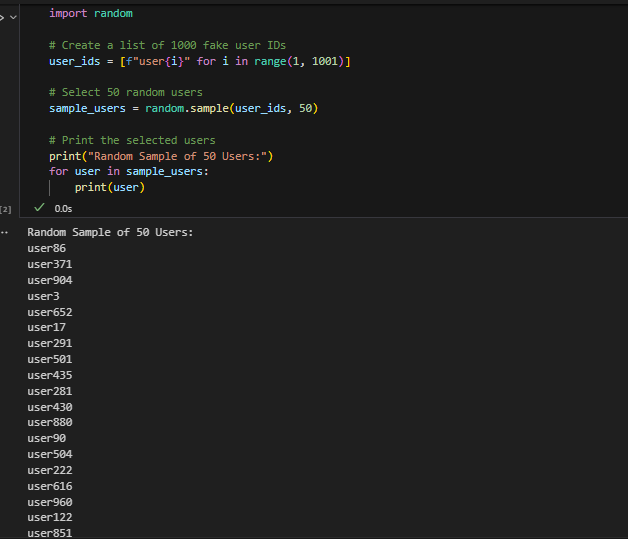 import random
# Create a list of 1000 fake user IDs
user_ids = [f"user{i}" for i in range(1, 1001)]
# Select 50 random users
sample_users = random.sample(user_ids, 50)
# Print the selected users
print("Random Sample of 50 Users:")
for user in sample_users:
    print(user)
[2]
0.0s
Random Sample of 50 Users:
user86
user371
user904
user3
user652
user17
user291
user501
user435
user281
user430
user880
user90
user504
user222
user616
user960
user122
user851